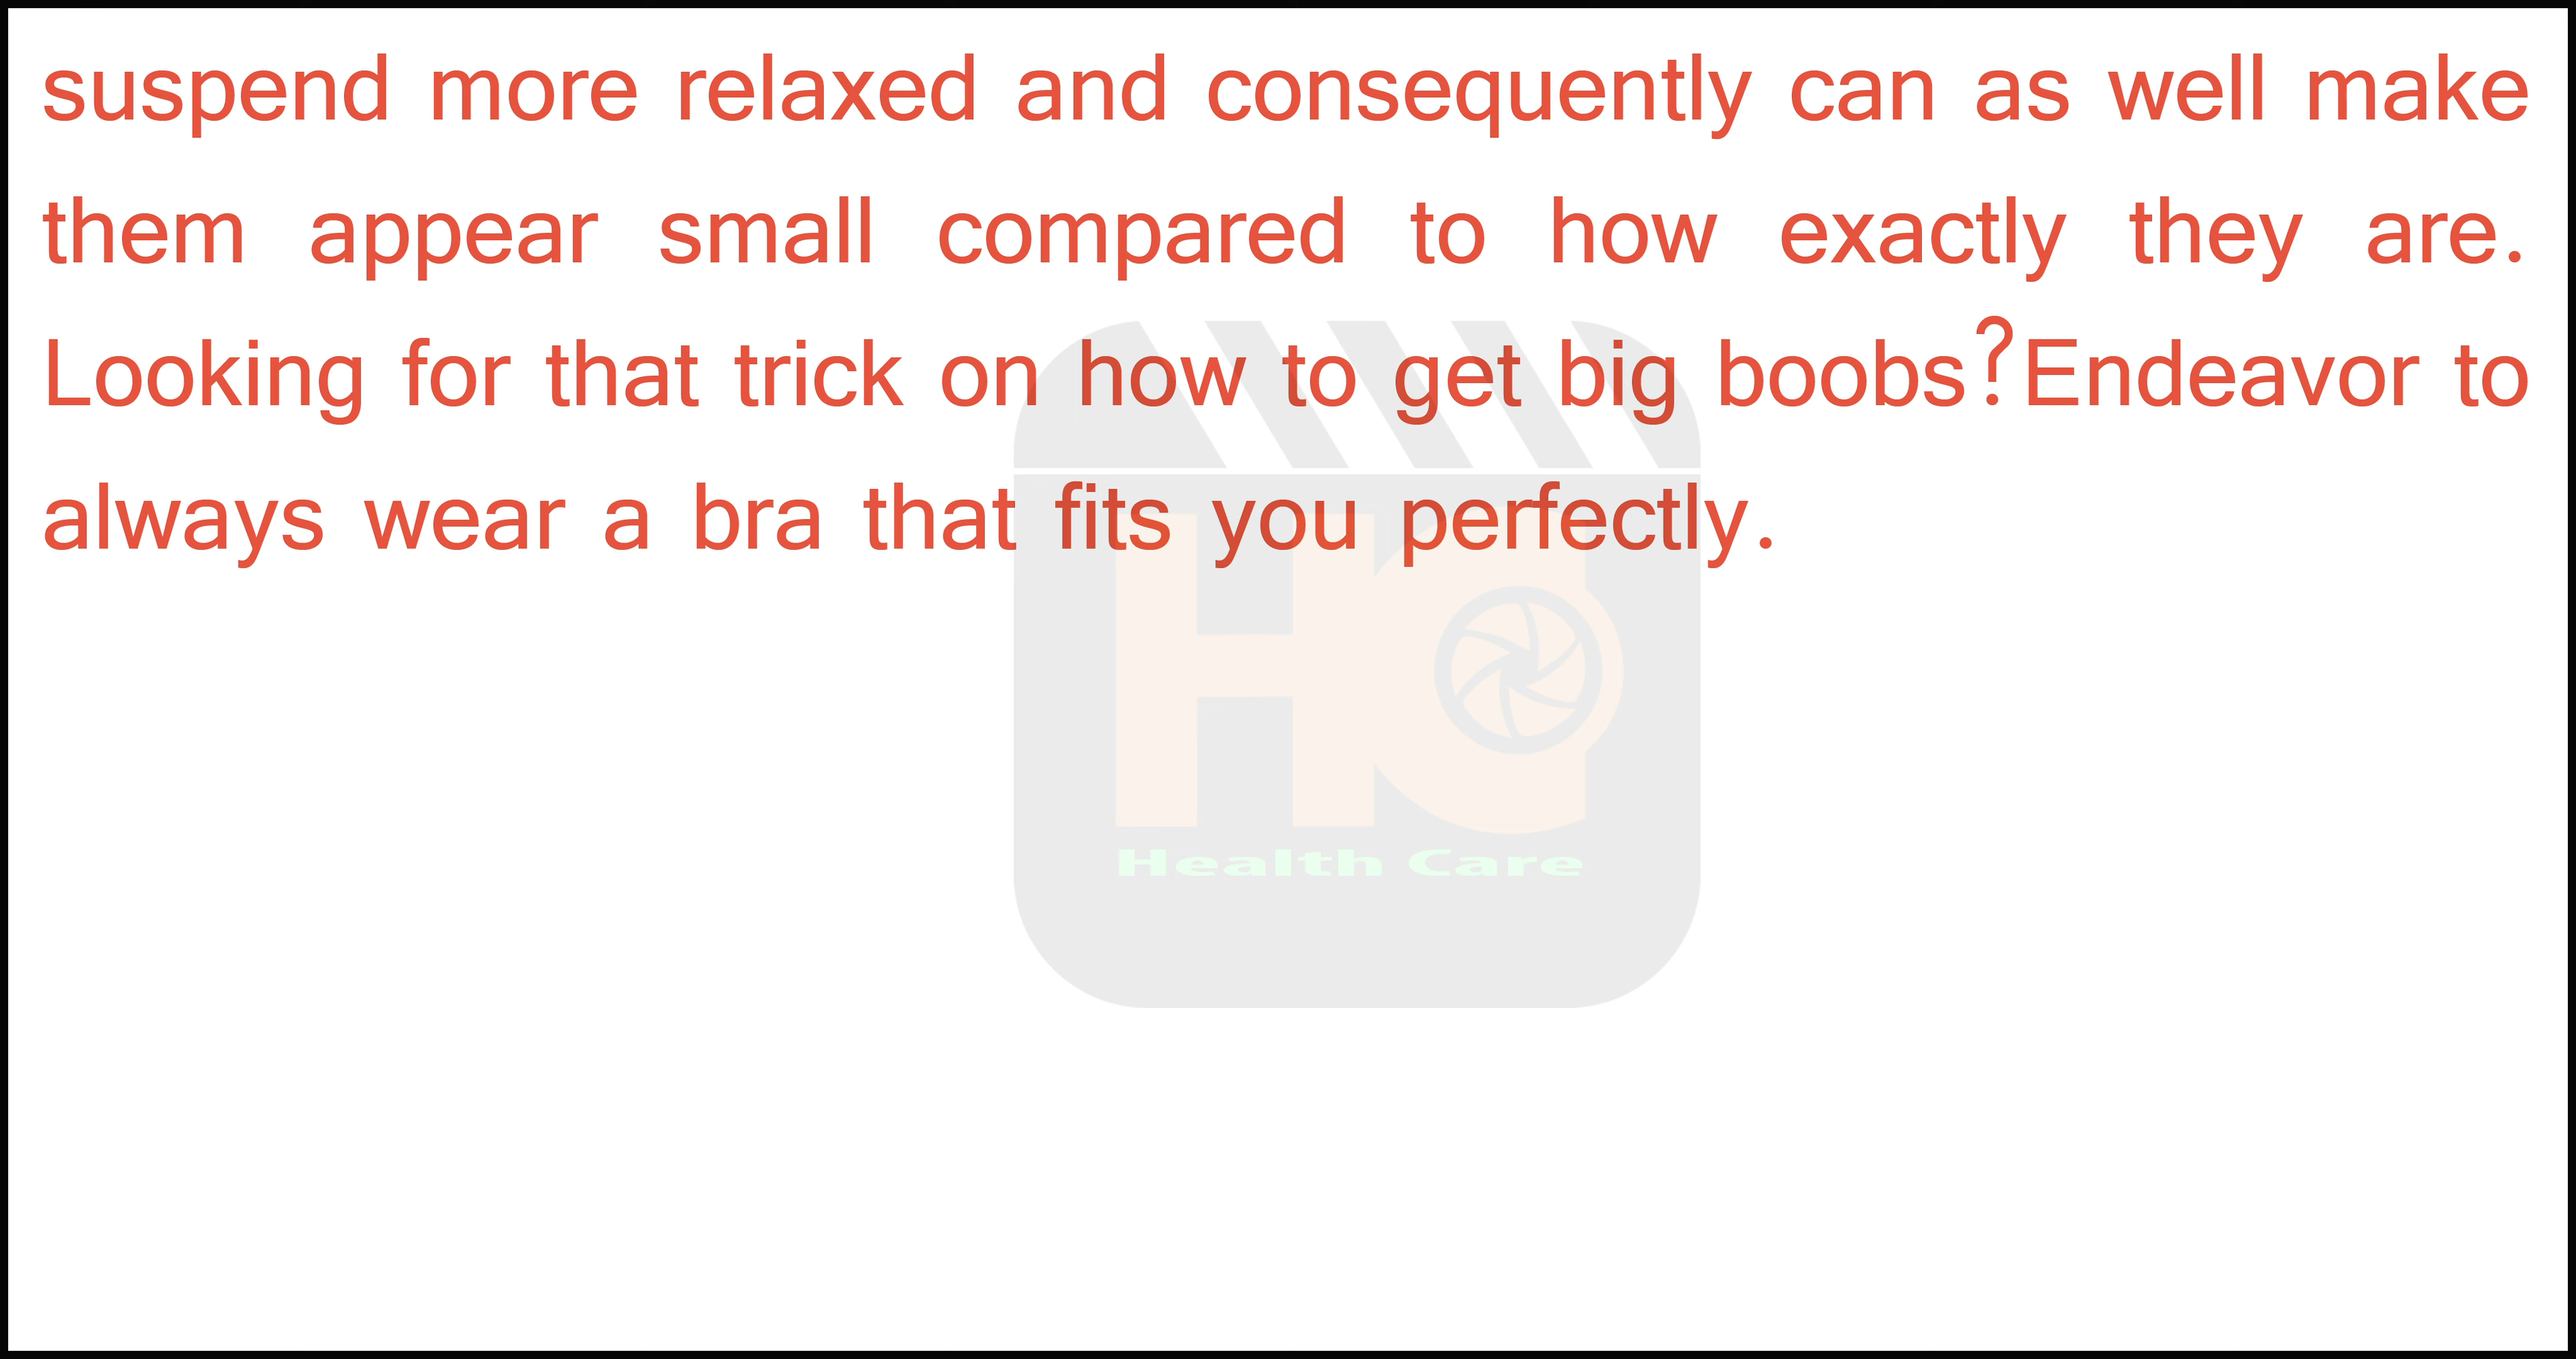 suspend more relaxed and consequently can as well make
them appear small compared to how exactly they are.
Looking for that trick on how to get big boobs?Endeavor to
always wear a bra that fits you perfectly.
HC
Health Care